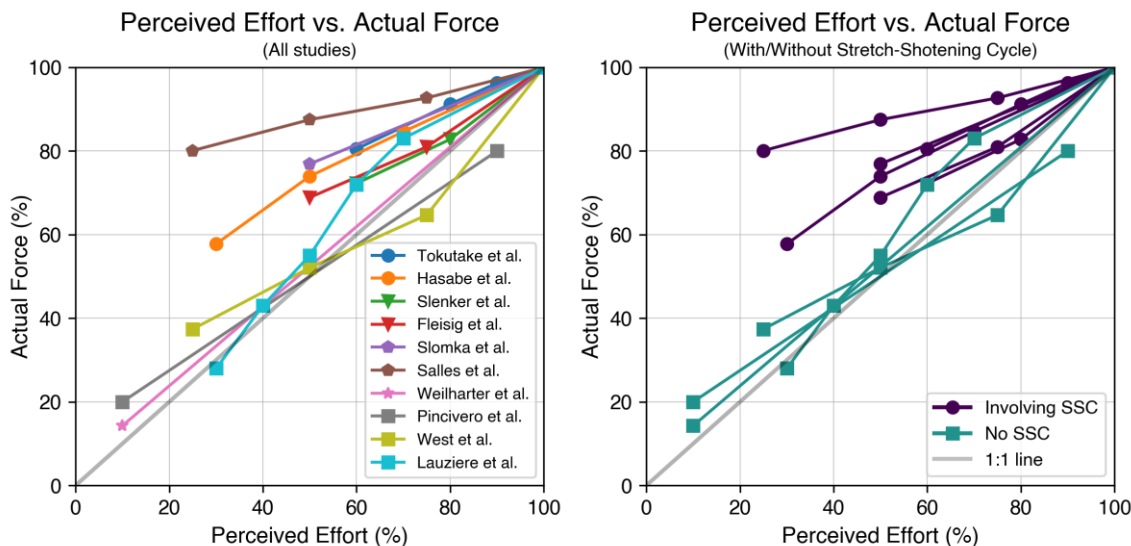 Perceived Effort vs. Actual Force
(All studies)
100
80
60
40
20
0
Actual Force (%)
0 20 40 60 80 100
Perceived Effort (%)
Tokutake et al.
Hasabe et al.
Slenker et al.
Fleisig et al.
Slomka et al.
Salles et al.
Weilharter et al.
Pincivero et al.
West et al.
Lauziere et al.
Perceived Effort vs. Actual Force
(With/Without Stretch-Shotening Cycle)
100
80
60
40
20
0
Actual Force (%)
0 20 40 60 80 100
Perceived Effort (%)
Involving SSC
No SSC
1:1 line